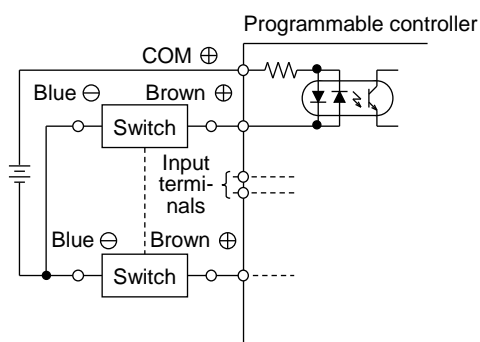 Programmable controller
COM ⊕
Blue ⊖ Brown ⊕
Switch
Input
termi-
nals
Blue ⊖ Brown ⊕
Switch